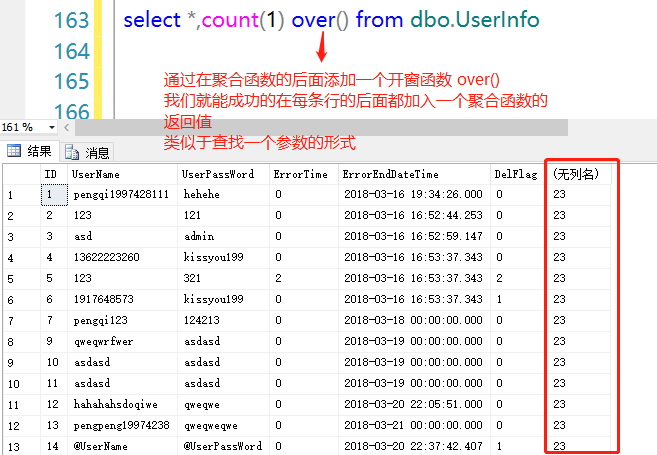 163 select *,count(1) over() from dbo.UserInfo
164
165 通过在聚合函数的后面添加一个开窗函数 over()
我们就能成功的在每条行的后面都加入一个聚合函数的
166 返回值
类似于查找一个参数的形式
161 %
结果 消息
ID UserName UserPassWord ErrorTime ErrorEndDateTime DelFlag (无列名)
1 1 pengqi1997428111 hehehe 0 2018-03-16 19:34:26.000 0 23
2 2 123 121 0 2018-03-16 16:52:44.253 0 23
3 3 asd admin 0 2018-03-16 16:52:59.147 0 23
4 4 13622223260 kissyou199 0 2018-03-16 16:53:37.343 0 23
5 5 123 321 2 2018-03-16 16:53:37.343 2 23
6 6 1917648573 kissyou199 0 2018-03-16 16:53:37.343 1 23
7 7 pengqi123 124213 0 2018-03-18 00:00:00.000 0 23
8 9 qweqwrfwer asdasd 0 2018-03-19 00:00:00.000 0 23
9 10 asdasd asdasd 0 2018-03-19 00:00:00.000 0 23
10 11 asdasd asdasd 0 2018-03-19 00:00:00.000 0 23
11 12 hahahahsdoqiwe qweqwe 0 2018-03-20 22:05:51.000 0 23
12 13 pengpeng19974238 qweqweqwe 0 2018-03-21 00:00:00.000 0 23
13 14 @UserName @UserPassWord 0 2018-03-20 22:37:42.407 1 23